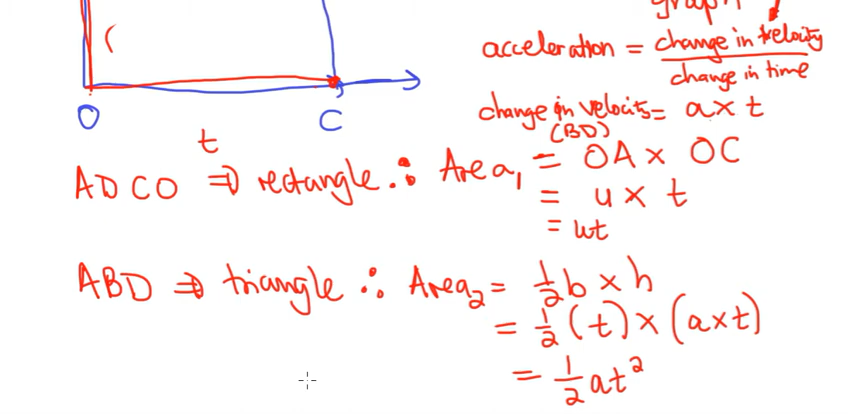 graph
acceleration = change in velocity
change in time
change in velocity = a x t
(BD)
O
C
t
ADCO ⇒ rectangle ∴ Area₁ = OA x OC
= u x t
= ut
ABD ⇒ triangle ∴ Area₂ = ½ b x h
= ½ (t) x (a x t)
= ½ at²